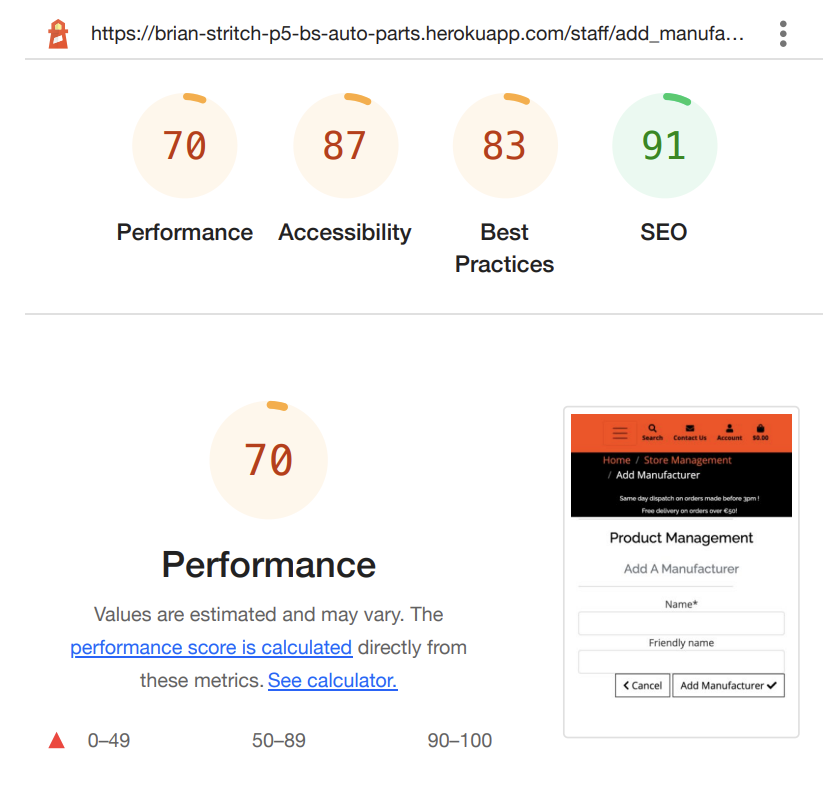 https://brian-stritch-p5-bs-auto-parts.herokuapp.com/staff/add_manufa…
70
87
83
91
Performance
Accessibility
Best
Practices
SEO
70
Performance
Values are estimated and may vary. The
performance score is calculated directly from
these metrics. See calculator.
0–49
50–89
90–100
Search
Contact Us
Account
$0.00
Home / Store Management
/ Add Manufacturer
Same day dispatch on orders made before 3pm !
Free delivery on orders over €50!
Product Management
Add A Manufacturer
Name*
Friendly name
Cancel
Add Manufacturer